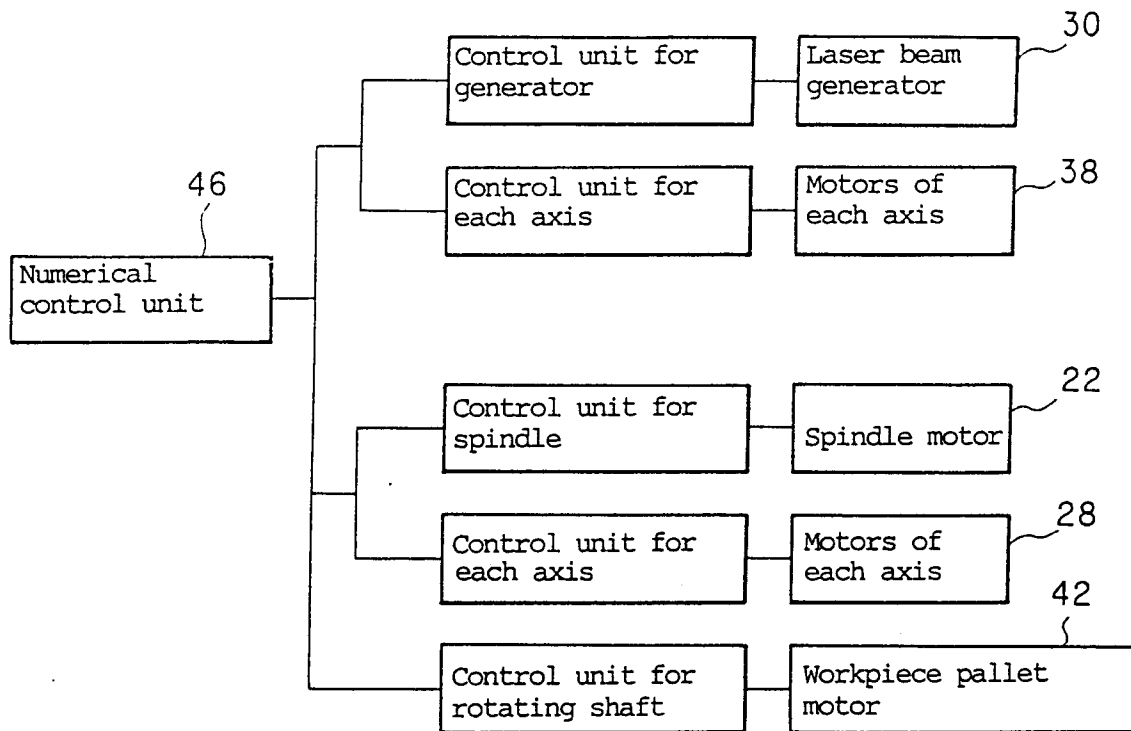 30
Control unit for
generator
Laser beam
generator
46
38
Control unit for
each axis
Motors of
each axis
Numerical
control unit
22
Control unit for
spindle
Spindle motor
28
Control unit for
each axis
Motors of
each axis
42
Control unit for
rotating shaft
Workpiece pallet
motor